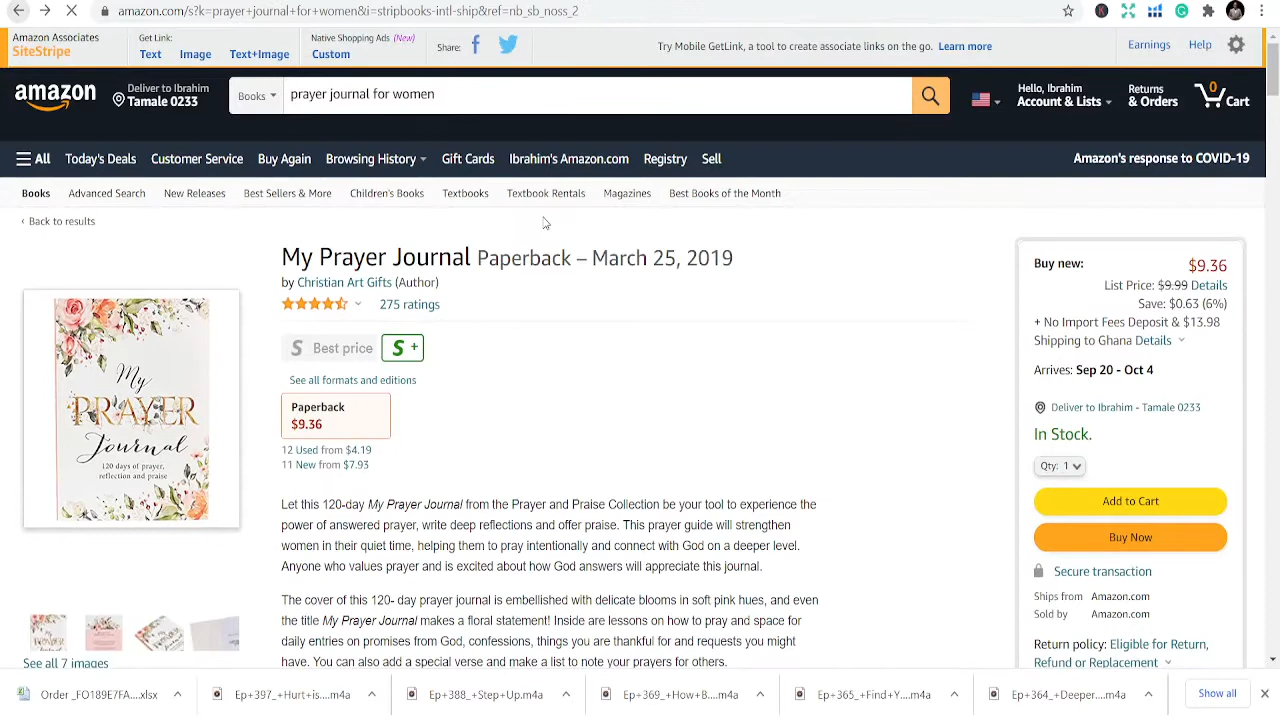 amazon.com/s?k=prayer+journal+for+women&i=stripbooks-intl-ship&ref=nb_sb_noss_2
Amazon Associates
SiteStripe
Get Link:
Text Image Text+Image
Native Shopping Ads (New)
Custom
Share:
Try Mobile GetLink, a tool to create associate links on the go. Learn more
Earnings Help
amazon
Deliver to Ibrahim
Tamale 0233
Books
prayer journal for women
Hello, Ibrahim
Account & Lists
Returns
& Orders
0
Cart
All Today's Deals Customer Service Buy Again Browsing History Gift Cards Ibrahim's Amazon.com Registry Sell
Amazon's response to COVID-19
Books Advanced Search New Releases Best Sellers & More Children's Books Textbooks Textbook Rentals Magazines Best Books of the Month
‹ Back to results
My Prayer Journal Paperback – March 25, 2019
by Christian Art Gifts (Author)
275 ratings
S Best price S +
See all formats and editions
Paperback
$9.36
12 Used from $4.19
11 New from $7.93
Let this 120-day My Prayer Journal from the Prayer and Praise Collection be your tool to experience the
power of answered prayer, write deep reflections and offer praise. This prayer guide will strengthen
women in their quiet time, helping them to pray intentionally and connect with God on a deeper level.
Anyone who values prayer and is excited about how God answers will appreciate this journal.
The cover of this 120- day prayer journal is embellished with delicate blooms in soft pink hues, and even
the title My Prayer Journal makes a floral statement! Inside are lessons on how to pray and space for
daily entries on promises from God, confessions, things you are thankful for and requests you might
have. You can also add a special verse and make a list to note your prayers for others.
My
PRAYER
Journal
120 days of prayer,
reflection and praise
See all 7 images
Buy new: $9.36
List Price: $9.99 Details
Save: $0.63 (6%)
+ No Import Fees Deposit & $13.98
Shipping to Ghana Details
Arrives: Sep 20 - Oct 4
Deliver to Ibrahim - Tamale 0233
In Stock.
Qty: 1
Add to Cart
Buy Now
Secure transaction
Ships from Amazon.com
Sold by Amazon.com
Return policy: Eligible for Return,
Refund or Replacement
Order _FO189E7FA....xlsx
Ep+397_+Hurt+is....m4a
Ep+388_+Step+Up.m4a
Ep+369_+How+B....m4a
Ep+365_+Find+Y....m4a
Ep+364_+Deeper....m4a
Show all